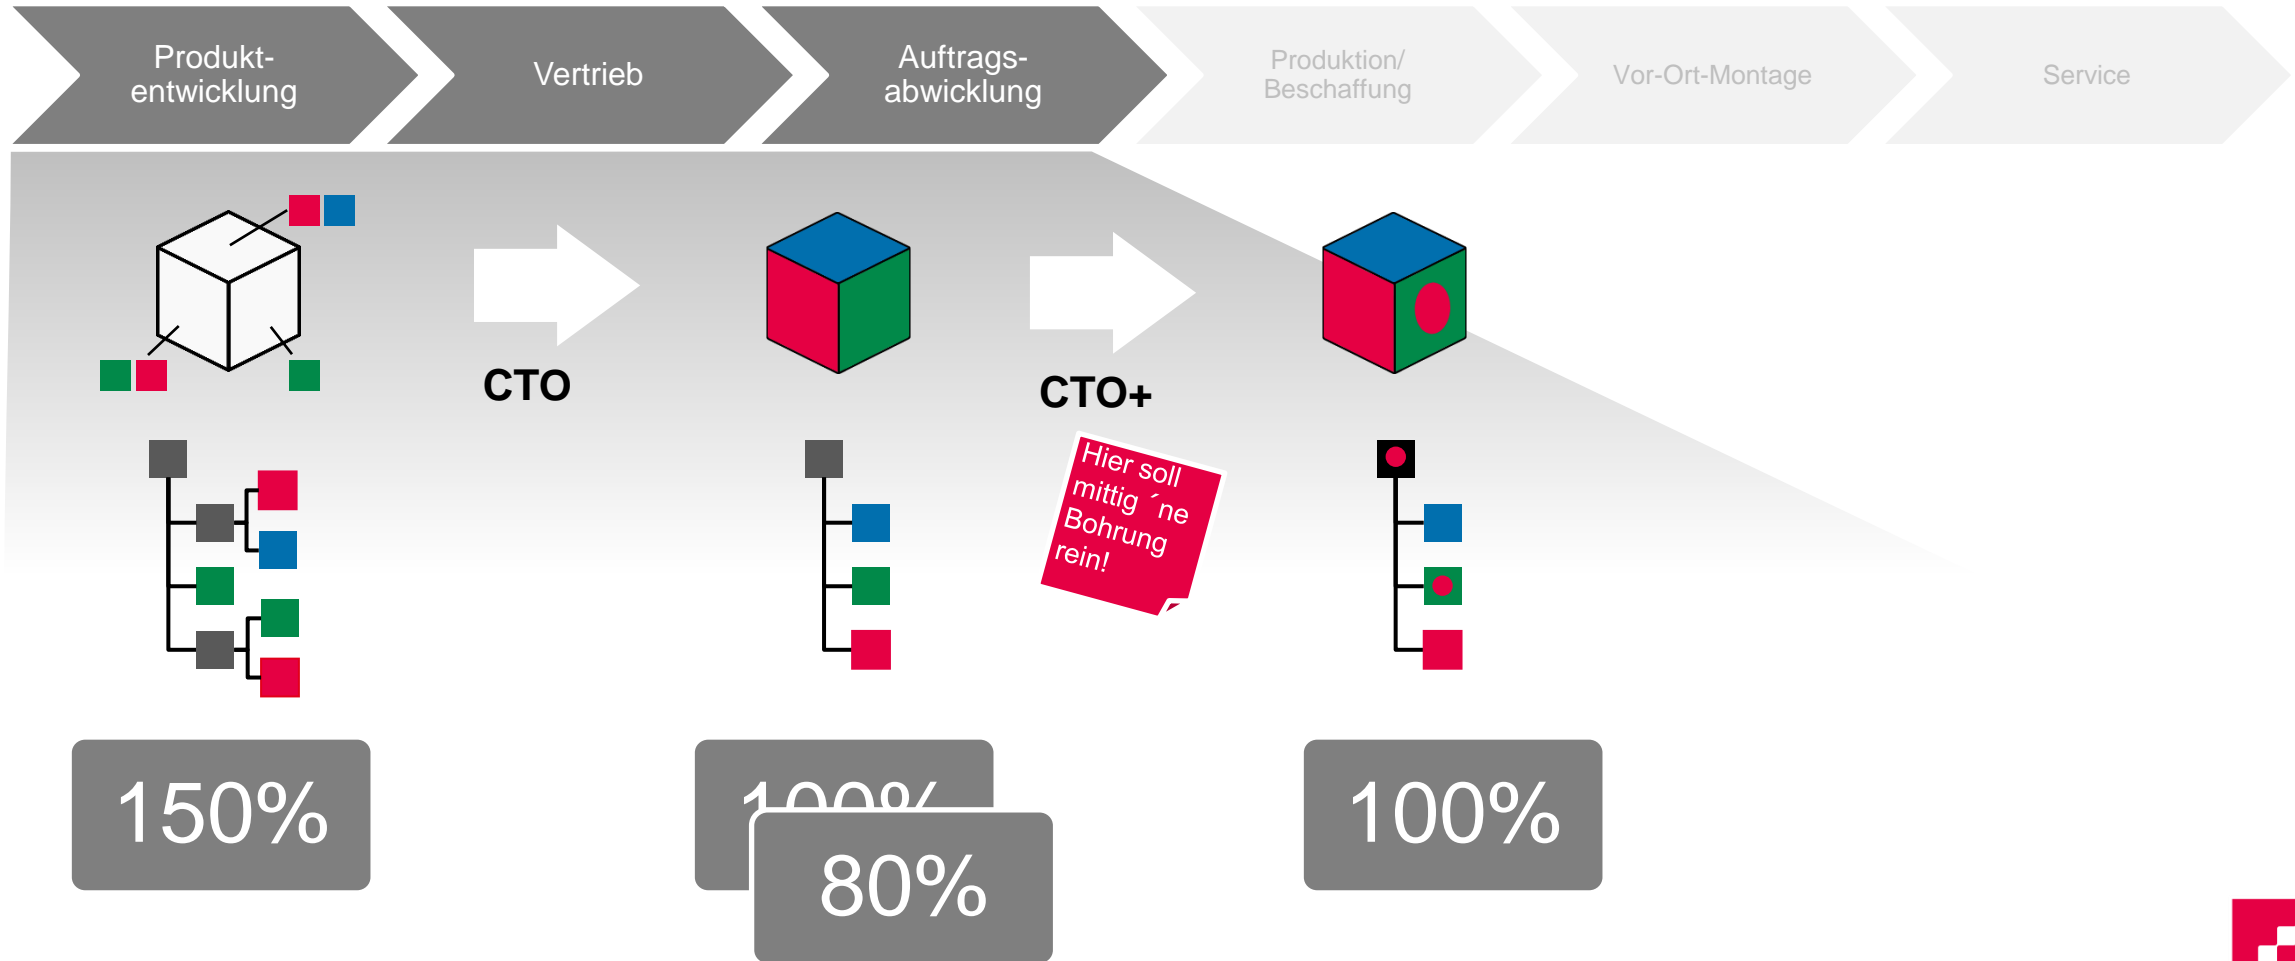 Produkt-
entwicklung
Vertrieb
Auftrags-
abwicklung
Produktion/
Beschaffung
Vor-Ort-Montage
Service
CTO
CTO+
Hier soll
mittig ´ne
Bohrung
rein!
150%
100%
80%
100%